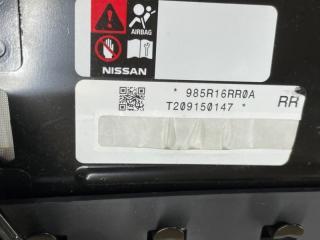 AIRBAG
NISSAN
* 985R16RR0A
RR
T209150147 *